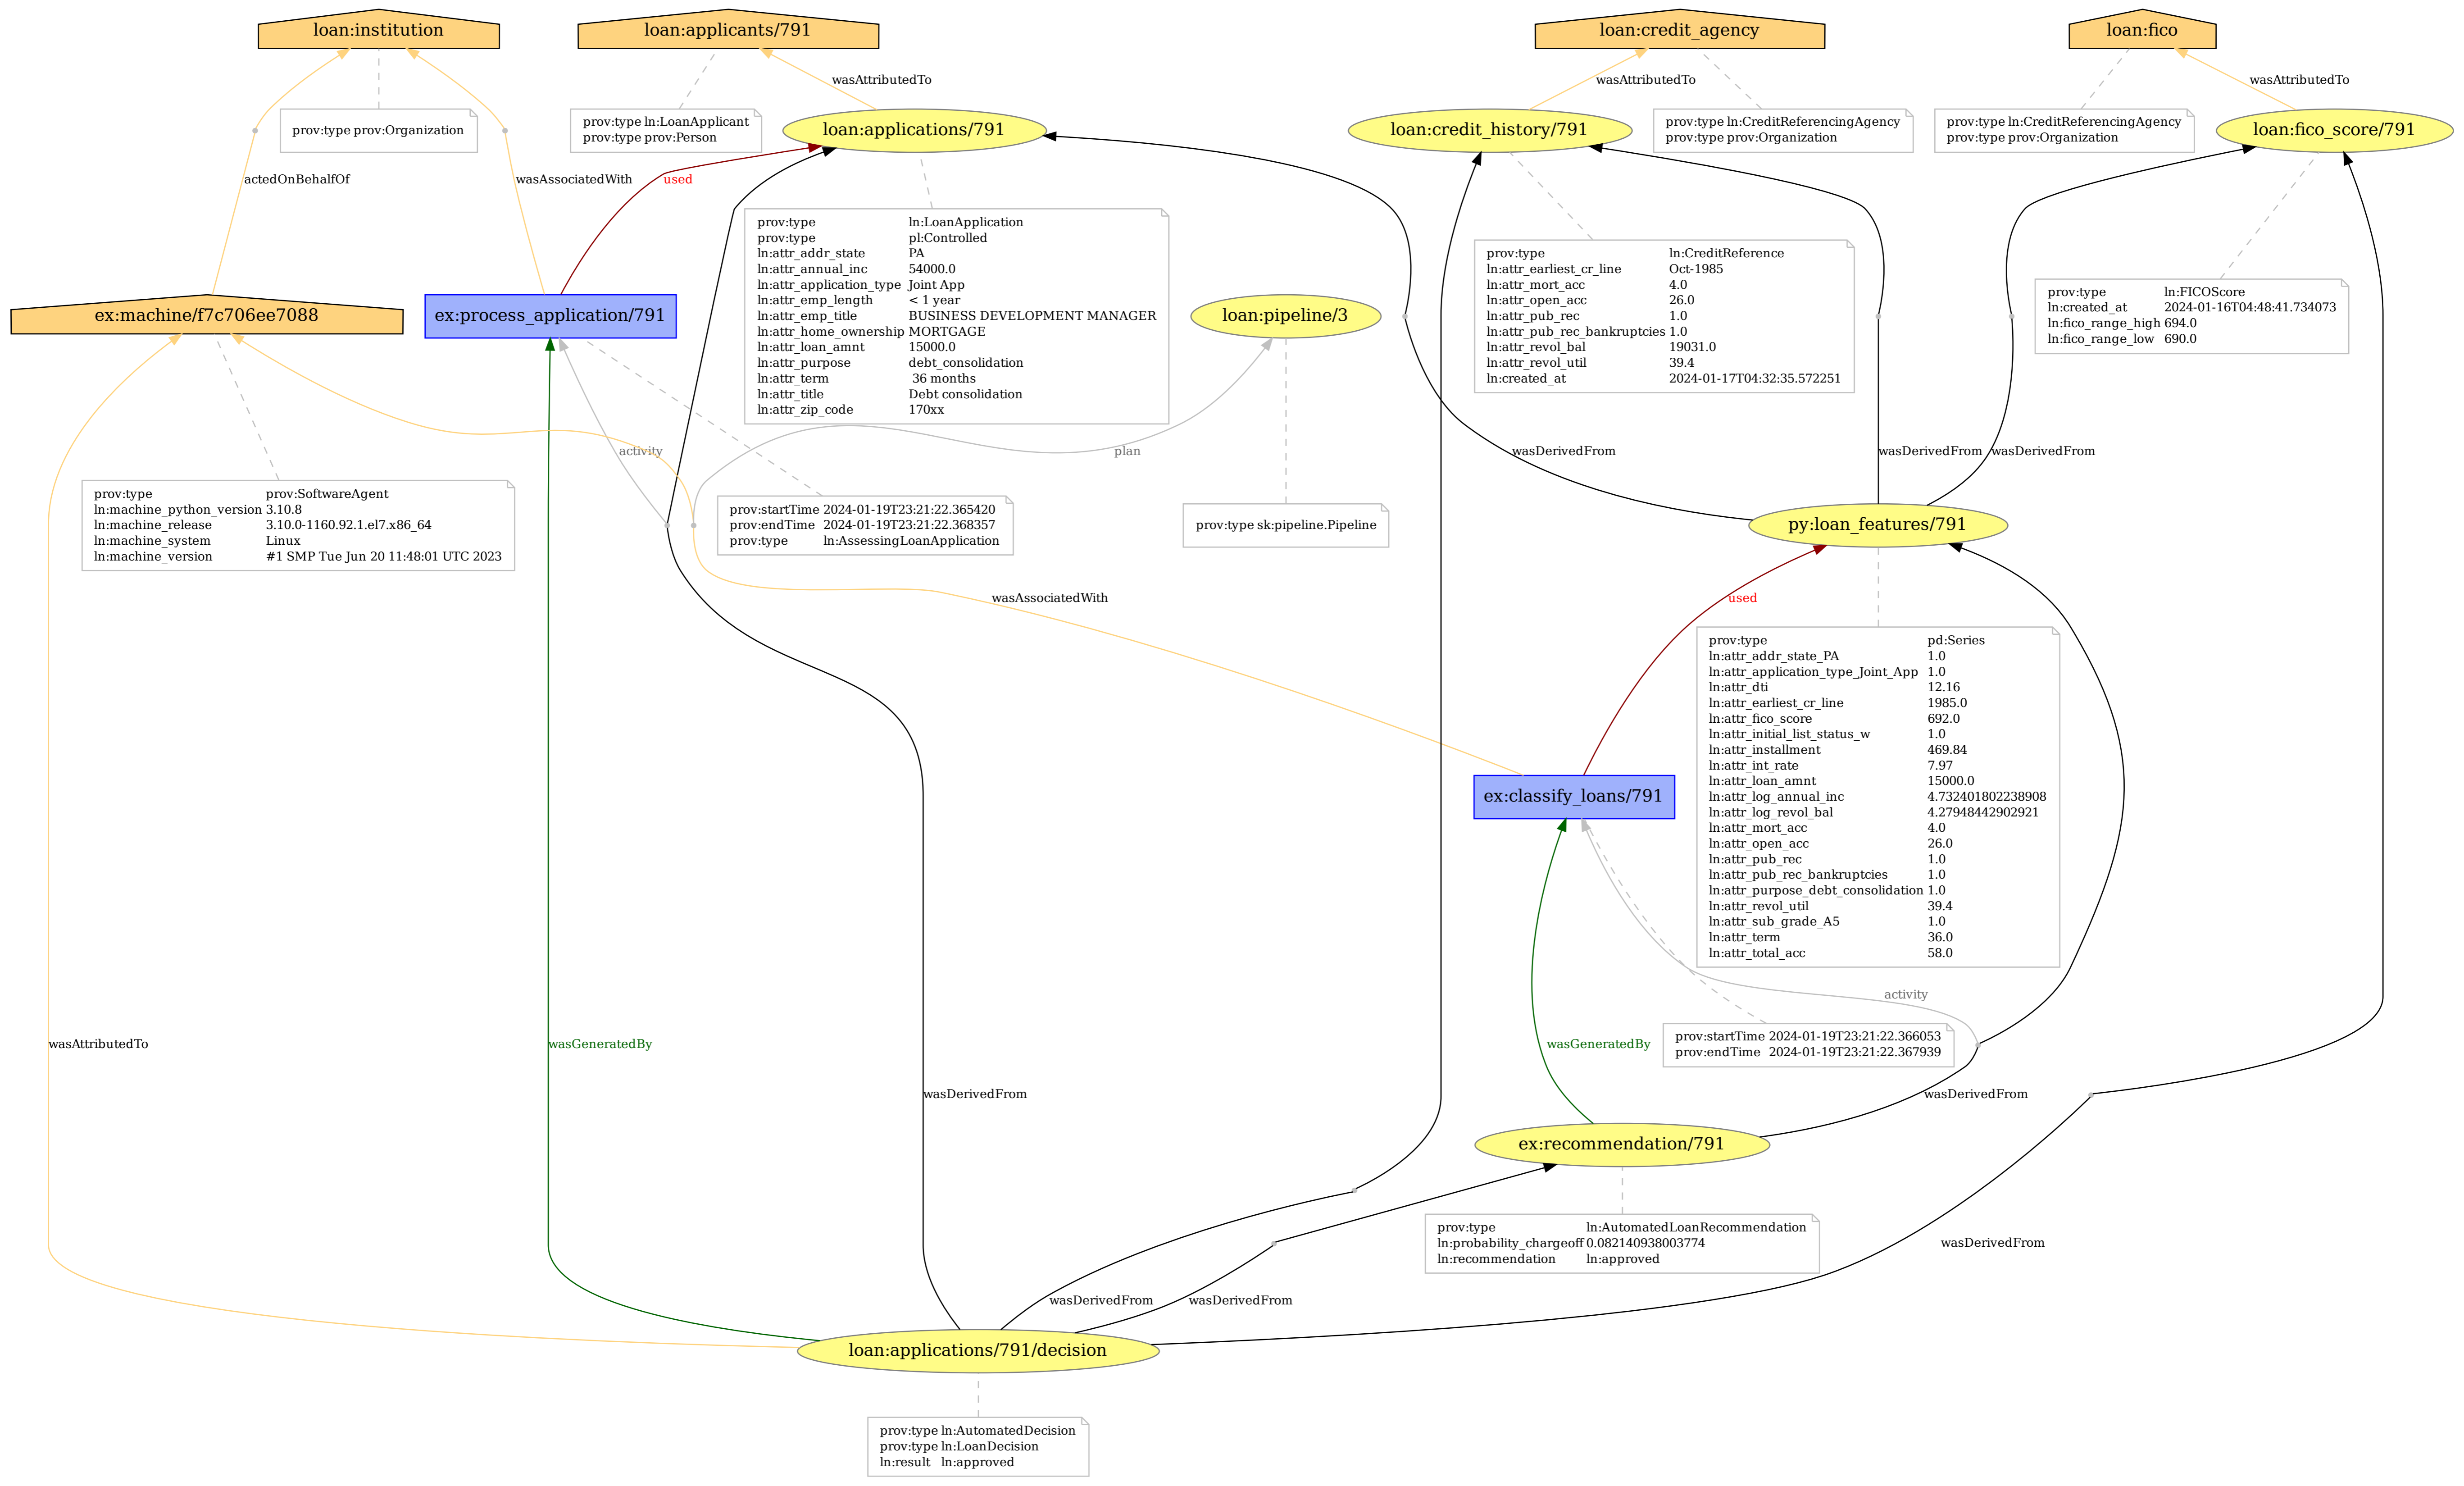 loan:institution
loan:applicants/791
loan:credit_agency
loan:fico
wasAttributedTo
wasAttributedTo
wasAttributedTo
prov:type prov:Organization
prov:type ln:LoanApplicant
prov:type prov:Person
loan:applications/791
loan:credit_history/791
prov:type ln:CreditReferencingAgency
prov:type prov:Organization
prov:type ln:CreditReferencingAgency
prov:type prov:Organization
loan:fico_score/791
actedOnBehalfOf
wasAssociatedWith
used
prov:type ln:LoanApplication
prov:type pl:Controlled
ln:attr_addr_state PA
ln:attr_annual_inc 54000.0
ln:attr_application_type Joint App
ln:attr_emp_length < 1 year
ln:attr_emp_title BUSINESS DEVELOPMENT MANAGER
ln:attr_home_ownership MORTGAGE
ln:attr_loan_amnt 15000.0
ln:attr_purpose debt_consolidation
ln:attr_term 36 months
ln:attr_title Debt consolidation
ln:attr_zip_code 170xx
prov:type ln:CreditReference
ln:attr_earliest_cr_line Oct-1985
ln:attr_mort_acc 4.0
ln:attr_open_acc 26.0
ln:attr_pub_rec 1.0
ln:attr_pub_rec_bankruptcies 1.0
ln:attr_revol_bal 19031.0
ln:attr_revol_util 39.4
ln:created_at 2024-01-17T04:32:35.572251
prov:type ln:FICOScore
ln:created_at 2024-01-16T04:48:41.734073
ln:fico_range_high 694.0
ln:fico_range_low 690.0
ex:machine/f7c706ee7088
ex:process_application/791
loan:pipeline/3
activity
plan
wasDerivedFrom
wasDerivedFrom
wasDerivedFrom
prov:type prov:SoftwareAgent
ln:machine_python_version 3.10.8
ln:machine_release 3.10.0-1160.92.1.el7.x86_64
ln:machine_system Linux
ln:machine_version #1 SMP Tue Jun 20 11:48:01 UTC 2023
prov:startTime 2024-01-19T23:21:22.365420
prov:endTime 2024-01-19T23:21:22.368357
prov:type ln:AssessingLoanApplication
prov:type sk:pipeline.Pipeline
py:loan_features/791
wasAssociatedWith
used
prov:type pd:Series
ln:attr_addr_state_PA 1.0
ln:attr_application_type_Joint_App 1.0
ln:attr_dti 12.16
ln:attr_earliest_cr_line 1985.0
ln:attr_fico_score 692.0
ln:attr_initial_list_status_w 1.0
ln:attr_installment 469.84
ln:attr_int_rate 7.97
ln:attr_loan_amnt 15000.0
ln:attr_log_annual_inc 4.732401802238908
ln:attr_log_revol_bal 4.27948442902921
ln:attr_mort_acc 4.0
ln:attr_open_acc 26.0
ln:attr_pub_rec 1.0
ln:attr_pub_rec_bankruptcies 1.0
ln:attr_purpose_debt_consolidation 1.0
ln:attr_revol_util 39.4
ln:attr_sub_grade_A5 1.0
ln:attr_term 36.0
ln:attr_total_acc 58.0
ex:classify_loans/791
activity
prov:startTime 2024-01-19T23:21:22.366053
prov:endTime 2024-01-19T23:21:22.367939
wasAttributedTo
wasGeneratedBy
wasGeneratedBy
wasDerivedFrom
wasDerivedFrom
ex:recommendation/791
prov:type ln:AutomatedLoanRecommendation
ln:probability_chargeoff 0.082140938003774
ln:recommendation ln:approved
wasDerivedFrom
wasDerivedFrom
wasDerivedFrom
loan:applications/791/decision
prov:type ln:AutomatedDecision
prov:type ln:LoanDecision
ln:result ln:approved